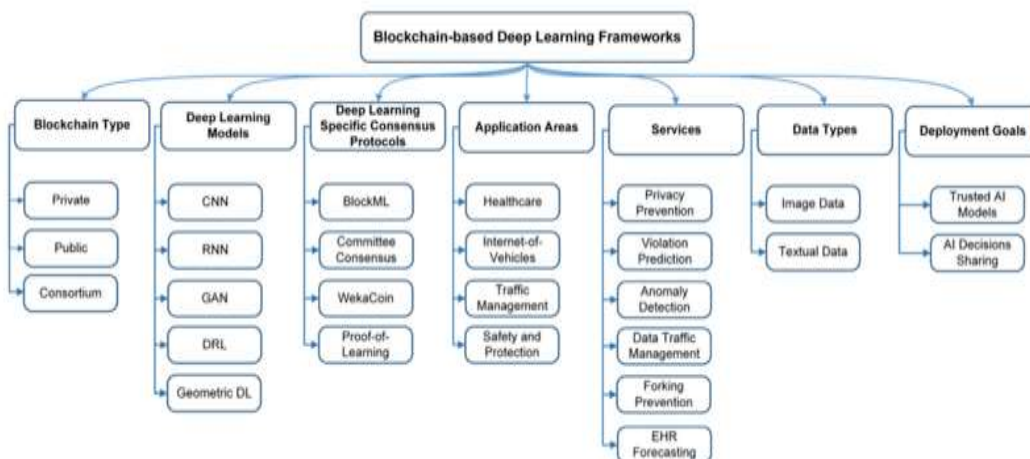 Blockchain-based Deep Learning Frameworks
Blockchain Type
Private
Public
Consortium
Deep Learning
Models
CNN
RNN
GAN
DRL
Geometric DL
Deep Learning
Specific Consensus
Protocols
BlockML
Committee
Consensus
WekaCoin
Proof-of-
Learning
Application Areas
Healthcare
Internet-of-
Vehicles
Traffic
Management
Safety and
Protection
Services
Privacy
Prevention
Violation
Prediction
Anomaly
Detection
Data Traffic
Management
Forking
Prevention
EHR
Forecasting
Data Types
Image Data
Textual Data
Deployment Goals
Trusted AI
Models
AI Decisions
Sharing